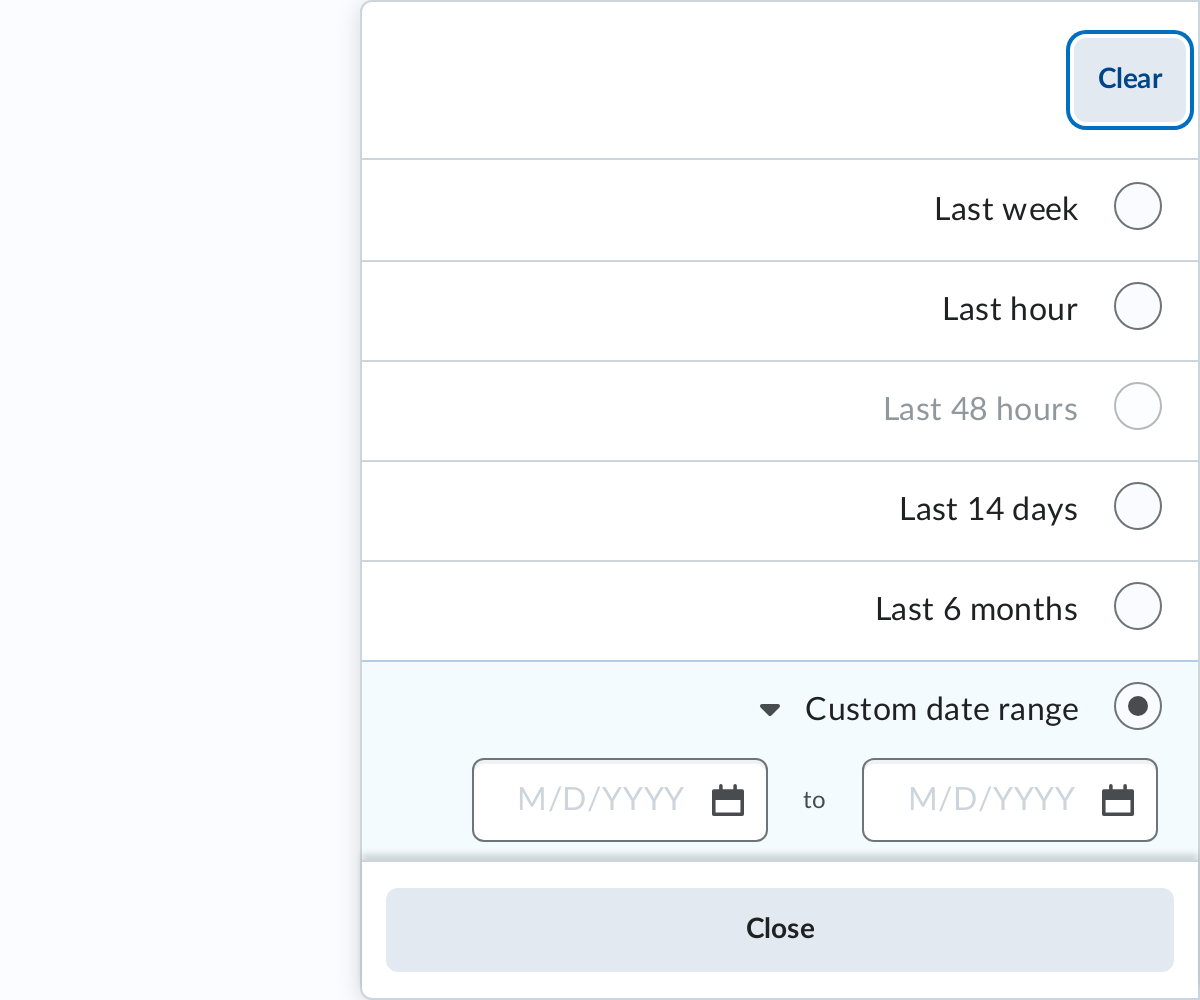 Clear
Last week
Last hour
Last 48 hours
Last 14 days
Last 6 months
Custom date range
M/D/YYYY to M/D/YYYY
Close